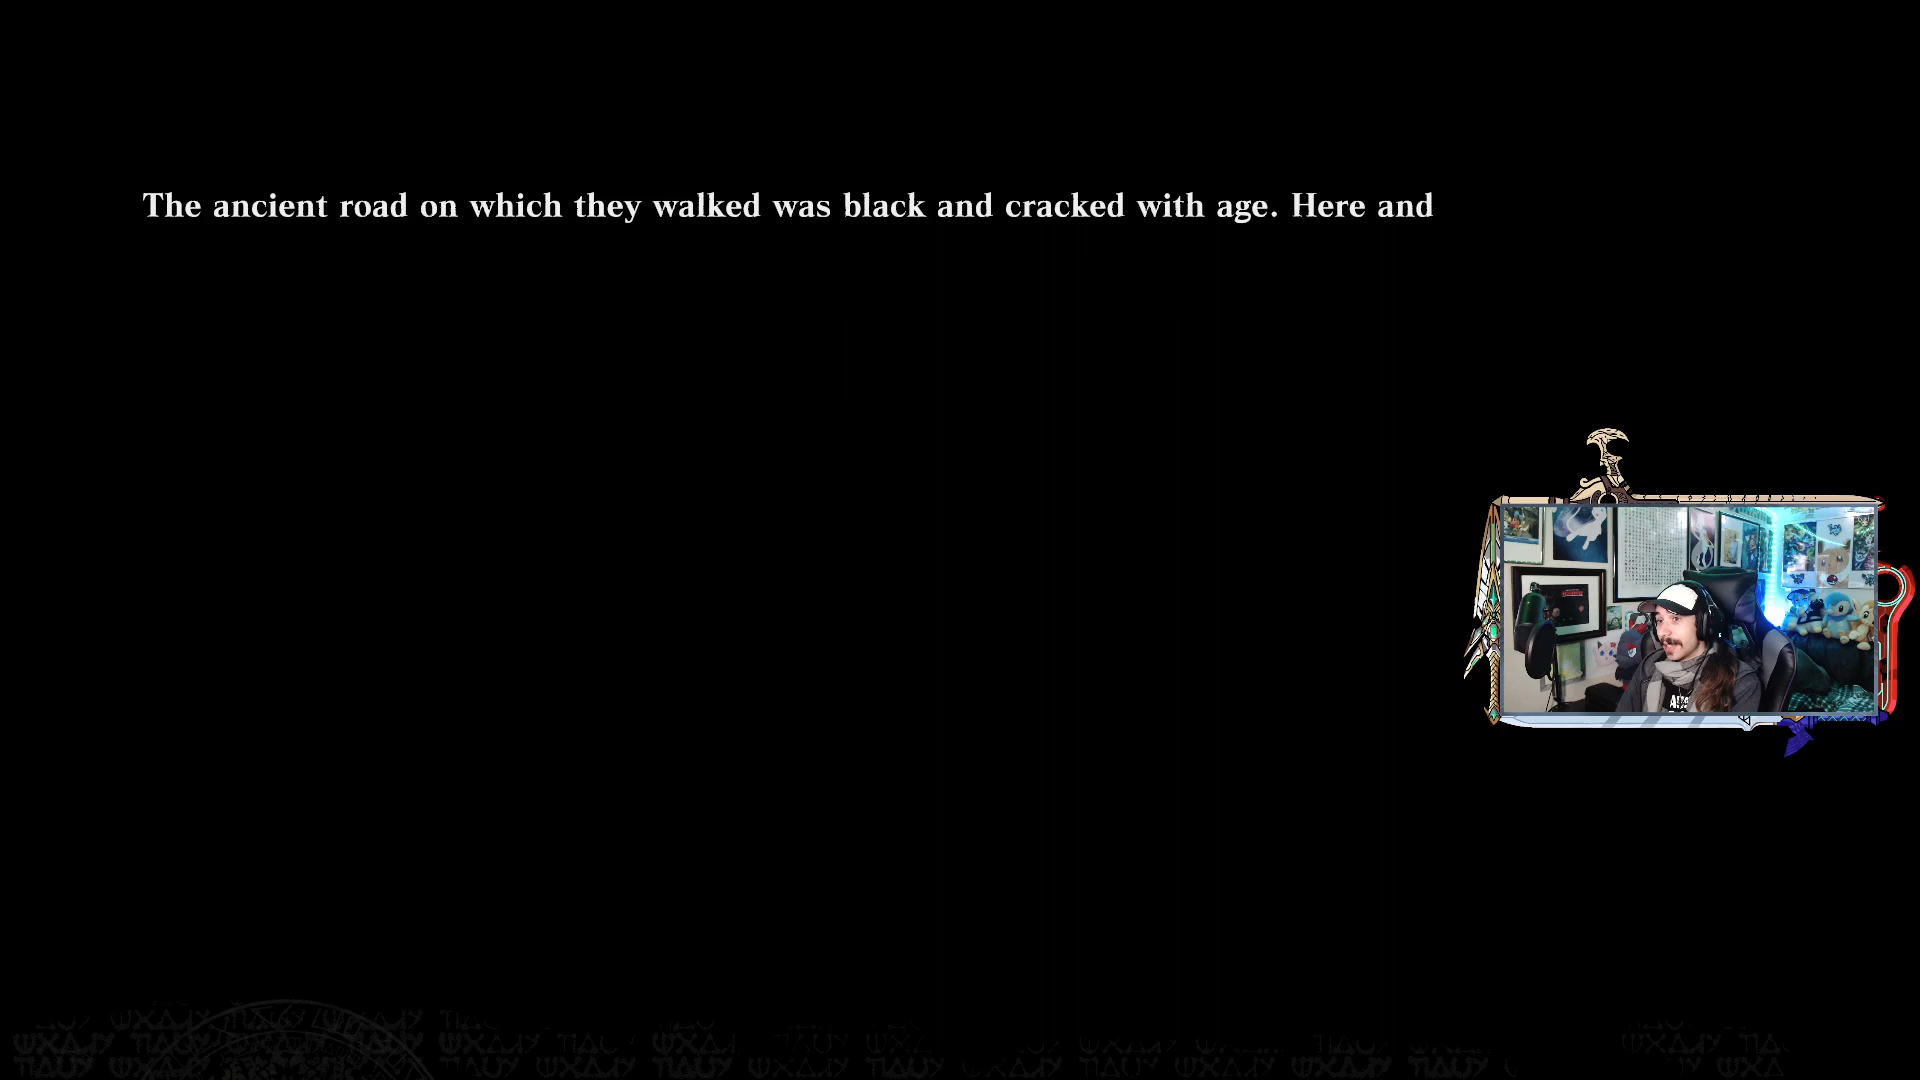 The ancient road on which they walked was black and cracked with age. Here and